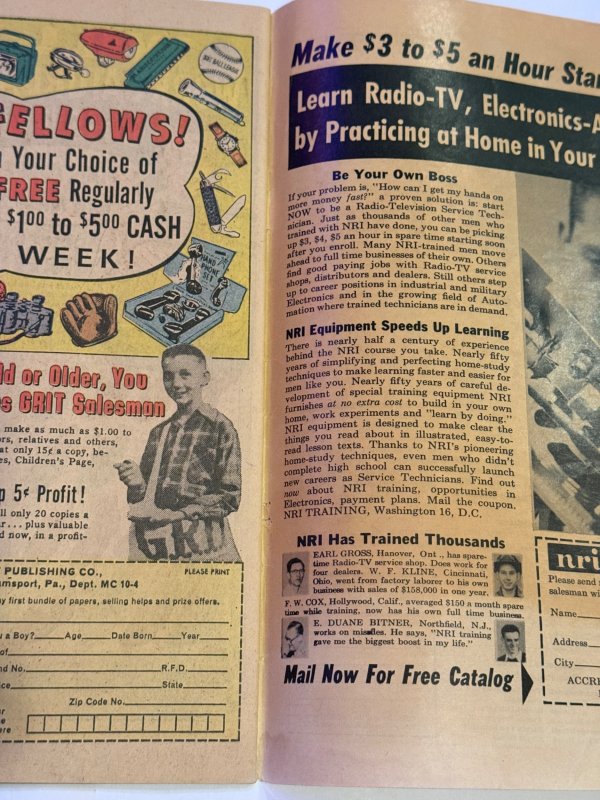 BIT BALL LEAGUE
FELLOWS!
Your Choice of
FREE Regularly
$1.00 to $5.00 CASH
WEEK!
HAND PHONE SET
ld or Older, You
s GRIT Salesman
make as much as $1.00 to
ors, relatives and others,
at only 15¢ a copy, be-
es, Children's Page,
p 5¢ Profit!
ll only 20 copies a
r... plus valuable
d now, in a profit-
GRIT
PUBLISHING CO.,
PLEASE PRINT
amsport, Pa., Dept. MC 10-4
y first bundle of papers, selling helps and prize offers.
u a Boy? Age Date Born Year
of
nd No. R.F.D.
ce State
Zip Code No.
ur
e
ere
Make $3 to $5 an Hour Star
Learn Radio-TV, Electronics-A
by Practicing at Home in Your
Be Your Own Boss
If your problem is, "How can I get my hands on
more money fast?" a proven solution is: start
NOW to be a Radio-Television Service Tech-
nician. Just as thousands of other men who
trained with NRI have done, you can be picking
up $3, $4, $5 an hour in spare time starting soon
after you enroll. Many NRI-trained men move
ahead to full time businesses of their own. Others
find good paying jobs with Radio-TV service
shops, distributors and dealers. Still others step
up to career positions in industrial and military
Electronics and in the growing field of Auto-
mation where trained technicians are in demand.
NRI Equipment Speeds Up Learning
There is nearly half a century of experience
behind the NRI course you take. Nearly fifty
years of simplifying and perfecting home-study
techniques to make learning faster and easier for
men like you. Nearly fifty years of careful de-
velopment of special training equipment NRI
furnishes at no extra cost to build in your own
home, work experiments and "learn by doing."
NRI equipment is designed to make clear the
things you read about in illustrated, easy-to-
read lesson texts. Thanks to NRI's pioneering
home-study techniques, even men who didn't
complete high school can successfully launch
new careers as Service Technicians. Find out
now about NRI training, opportunities in
Electronics, payment plans. Mail the coupon.
NRI TRAINING, Washington 16, D.C.
NRI Has Trained Thousands
EARL GROSS, Hanover, Ont., has spare-
time Radio-TV service shop. Does work for
four dealers. W. F. KLINE, Cincinnati,
Ohio, went from factory laborer to his own
business with sales of $158,000 in one year.
F. W. COX, Hollywood, Calif., averaged $150 a month spare
time while training, now has his own full time business.
E. DUANE BITNER, Northfield, N.J.,
works on missiles. He says, "NRI training
gave me the biggest boost in my life."
Mail Now For Free Catalog
nri
Please send
salesman wi
Name
Address
City
ACCRE